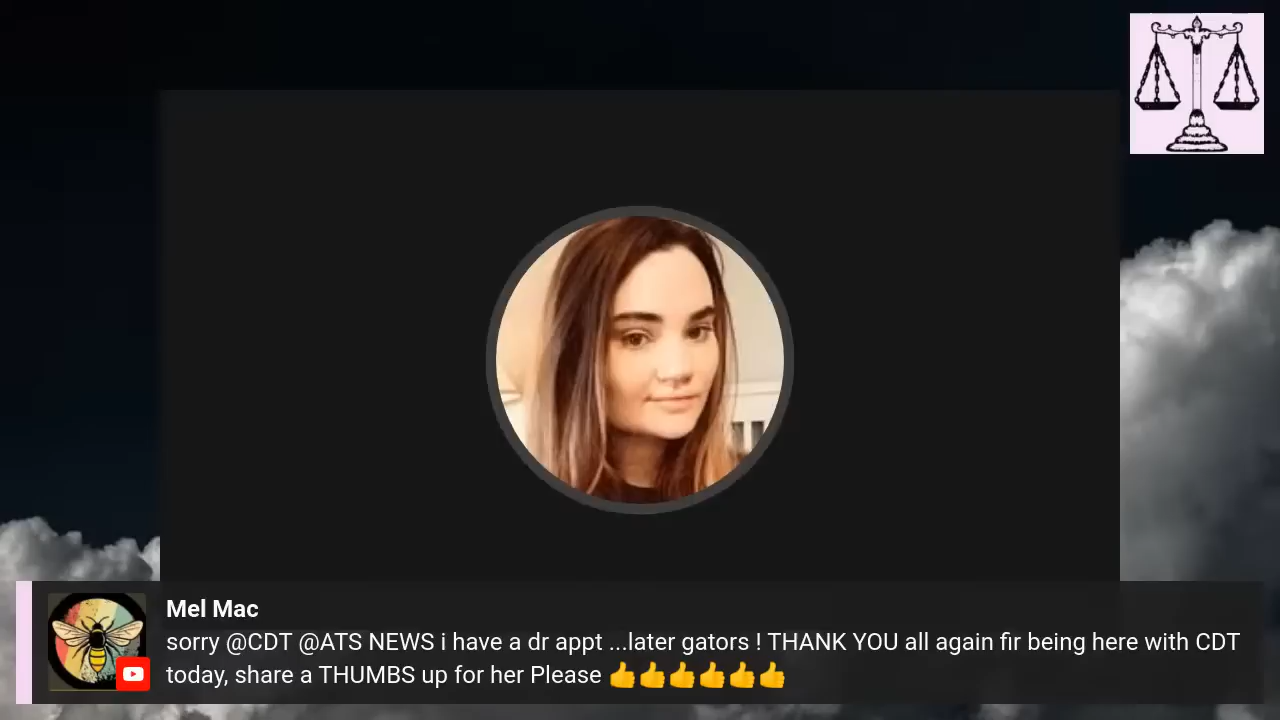 Mel Mac
sorry @CDT @ATS NEWS i have a dr appt ...later gators ! THANK YOU all again fir being here with CDT
today, share a THUMBS up for her Please 👍👍👍👍👍👍